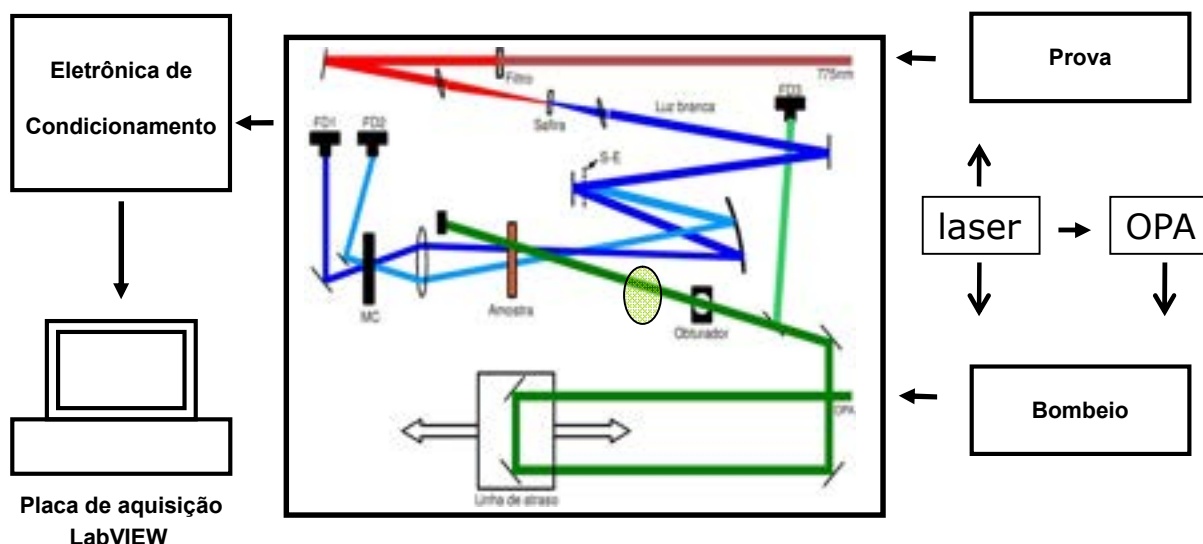 Eletrônica de
Condicionamento
Prova
775nm
Filtro
Safira
Luz branca
FD3
FD1
FD2
S-E
laser
OPA
MC
Amostra
Obturador
OPA
Bombeio
Linha de atraso
Placa de aquisição
LabVIEW